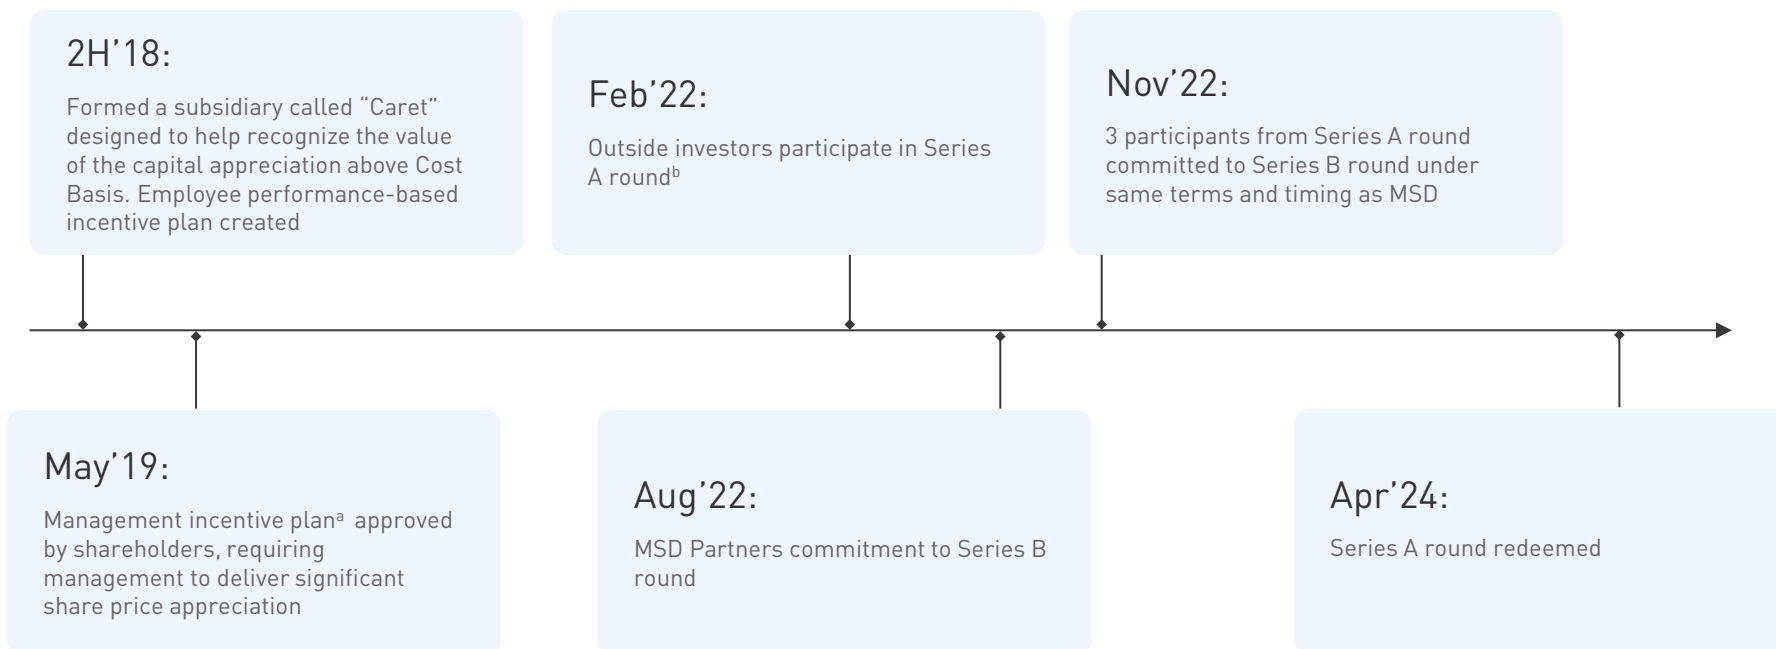 2H’18:
Formed a subsidiary called “Caret”
designed to help recognize the value
of the capital appreciation above Cost
Basis. Employee performance-based
incentive plan created
Feb’22:
Outside investors participate in Series
A roundᵇ
Nov’22:
3 participants from Series A round
committed to Series B round under
same terms and timing as MSD
May’19:
Management incentive planᵃ approved
by shareholders, requiring
management to deliver significant
share price appreciation
Aug’22:
MSD Partners commitment to Series B
round
Apr’24:
Series A round redeemed